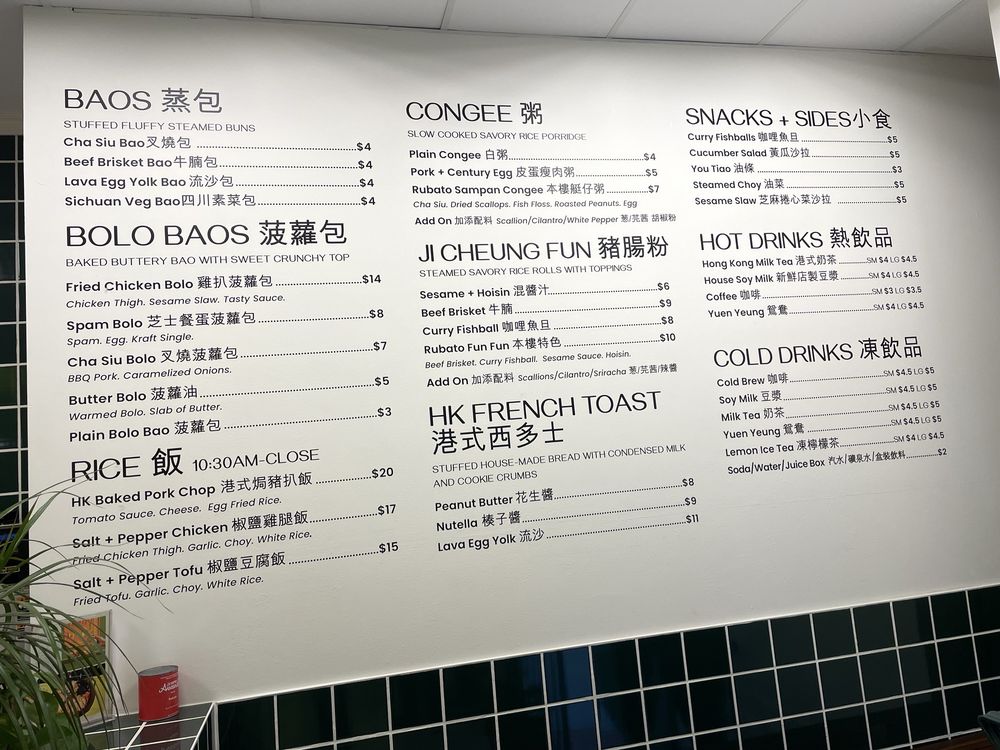 BAOS 蒸包
STUFFED FLUFFY STEAMED BUNS
Cha Siu Bao叉燒包 $4
Beef Brisket Bao牛腩包 $4
Lava Egg Yolk Bao 流沙包 $4
Sichuan Veg Bao四川素菜包 $4
BOLO BAOS 菠蘿包
BAKED BUTTERY BAO WITH SWEET CRUNCHY TOP
Fried Chicken Bolo 雞扒菠蘿包 $14
Chicken Thigh. Sesame Slaw. Tasty Sauce.
Spam Bolo 芝士餐蛋菠蘿包 $8
Spam. Egg. Kraft Single.
Cha Siu Bolo 叉燒菠蘿包 $7
BBQ Pork. Caramelized Onions.
Butter Bolo 菠蘿油 $5
Warmed Bolo. Slab of Butter.
Plain Bolo Bao 菠蘿包 $3
RICE 飯 10:30AM-CLOSE
HK Baked Pork Chop 港式焗豬扒飯 $20
Tomato Sauce. Cheese. Egg Fried Rice.
Salt + Pepper Chicken 椒鹽雞腿飯 $17
Fried Chicken Thigh. Garlic. Choy. White Rice.
Salt + Pepper Tofu 椒鹽豆腐飯 $15
Fried Tofu. Garlic. Choy. White Rice.
CONGEE 粥
SLOW COOKED SAVORY RICE PORRIDGE
Plain Congee 白粥 $4
Pork + Century Egg 皮蛋瘦肉粥 $5
Rubato Sampan Congee 本樓艇仔粥 $7
Cha Siu. Dried Scallops. Fish Floss. Roasted Peanuts. Egg
Add On 加添配料 Scallion/Cilantro/White Pepper 葱/芫茜 胡椒粉
JI CHEUNG FUN 豬腸粉
STEAMED SAVORY RICE ROLLS WITH TOPPINGS
Sesame + Hoisin 混醬汁 $6
Beef Brisket 牛腩 $9
Curry Fishball 咖哩魚旦 $8
Rubato Fun Fun 本樓特色 $10
Beef Brisket. Curry Fishball. Sesame Sauce. Hoisin.
Add On 加添配料 Scallions/Cilantro/Sriracha 葱/芫茜/辣醬
HK FRENCH TOAST
港式西多士
STUFFED HOUSE-MADE BREAD WITH CONDENSED MILK
AND COOKIE CRUMBS
Peanut Butter 花生醬 $8
Nutella 榛子醬 $9
Lava Egg Yolk 流沙 $11
SNACKS + SIDES小食
Curry Fishballs 咖哩魚旦 $5
Cucumber Salad 黃瓜沙拉 $5
You Tiao 油條 $3
Steamed Choy 油菜 $5
Sesame Slaw 芝麻捲心菜沙拉 $5
HOT DRINKS 熱飲品
Hong Kong Milk Tea 港式奶茶 SM $4 LG $4.5
House Soy Milk 新鮮店製豆漿 SM $4 LG $4.5
Coffee 咖啡 SM $3 LG $3.5
Yuen Yeung 鴛鴦 SM $4 LG $4.5
COLD DRINKS 凍飲品
Cold Brew 咖啡 SM $4.5 LG $5
Soy Milk 豆漿 SM $4.5 LG $5
Milk Tea 奶茶 SM $4.5 LG $5
Yuen Yeung 鴛鴦 SM $4.5 LG $5
Lemon Ice Tea 凍檸檬茶 SM $4 LG $4.5
Soda/Water/Juice Box 汽水/礦泉水/盒裝飲料 $2